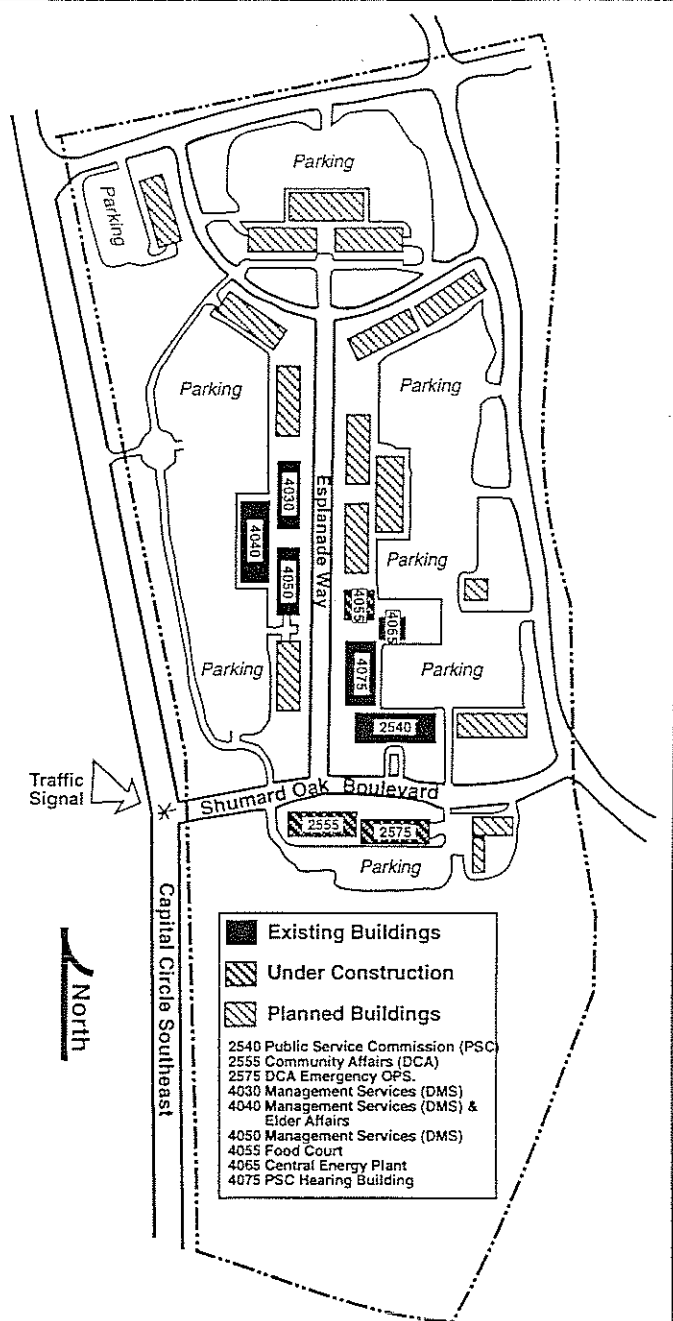 Parking
Parking
Parking
Parking
4030
4040
Esplanade Way
4050
Parking
4055
4065
4075
Parking
Parking
2540
Traffic
Signal
Shumard Oak Boulevard
2555
2575
Parking
Capital Circle Southeast
North
Existing Buildings
Under Construction
Planned Buildings
2540 Public Service Commission (PSC)
2555 Community Affairs (DCA)
2575 DCA Emergency OPS.
4030 Management Services (DMS)
4040 Management Services (DMS) &
Elder Affairs
4050 Management Services (DMS)
4055 Food Court
4065 Central Energy Plant
4075 PSC Hearing Building